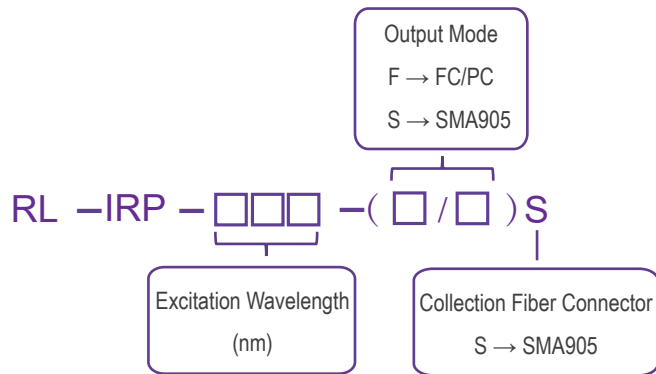 Output Mode
F → FC/PC
S → SMA905
RL –IRP – □□□ –( □ / □ ) S
Excitation Wavelength
(nm)
Collection Fiber Connector
S → SMA905